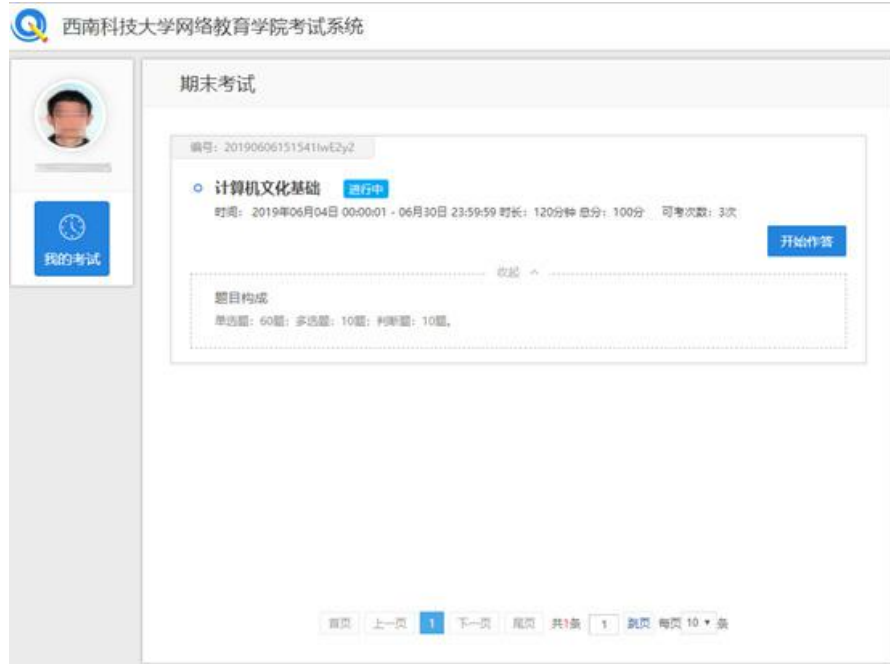 西南科技大学网络教育学院考试系统
期末考试
编号：20190606151541IwE2y2
计算机文化基础 进行中
时间： 2019年06月04日 00:00:01 - 06月30日 23:59:59 时长：120分钟 总分：100分 可考次数：3次
我的考试
开始作答
收起
题目构成
单选题：60题；多选题：10题；判断题：10题。
首页 上一页 1 下一页 尾页 共1条 1 跳页 每页 10 条